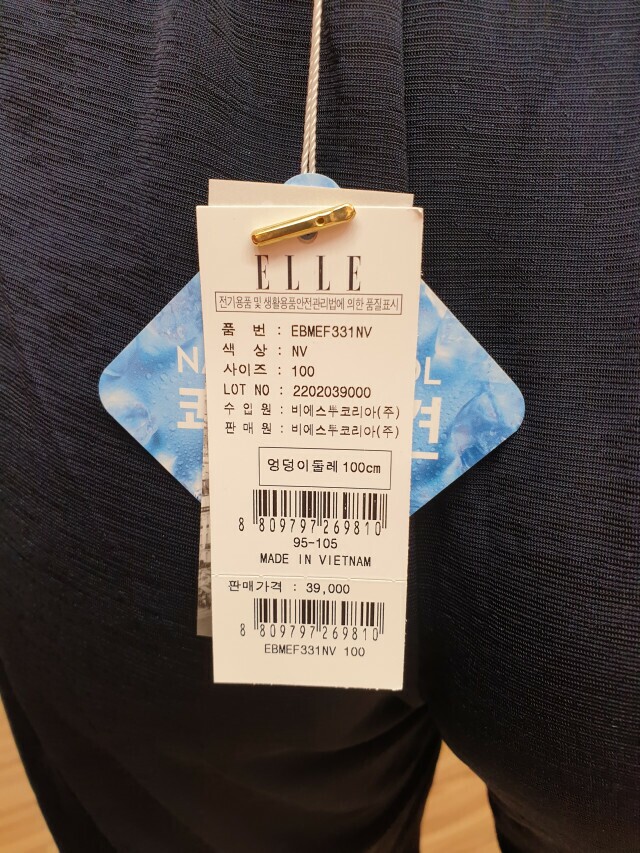 ELLE
전기용품 및 생활용품안전관리법에 의한 품질표시
품 번 : EBMEF331NV
색 상 : NV
사이즈 : 100
LOT NO : 2202039000
수 입 원 : 비에스투코리아(주)
판 매 원 : 비에스투코리아(주)
엉덩이둘레 100cm
8 809797 269810
95-105
MADE IN VIETNAM
판매가격 : 39,000
8 809797 269810
EBMEF331NV 100